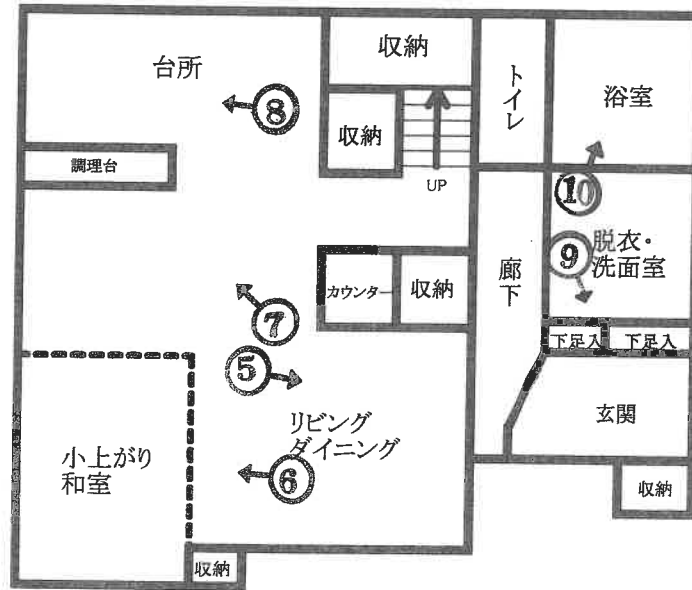 収納
台所
⑧
トイレ
浴室
収納
調理台
UP
⑩
⑨
脱衣・
洗面室
廊下
カウンター
収納
⑦
下足入
下足入
⑤
リビング
ダイニング
玄関
小上がり
和室
⑥
収納
収納